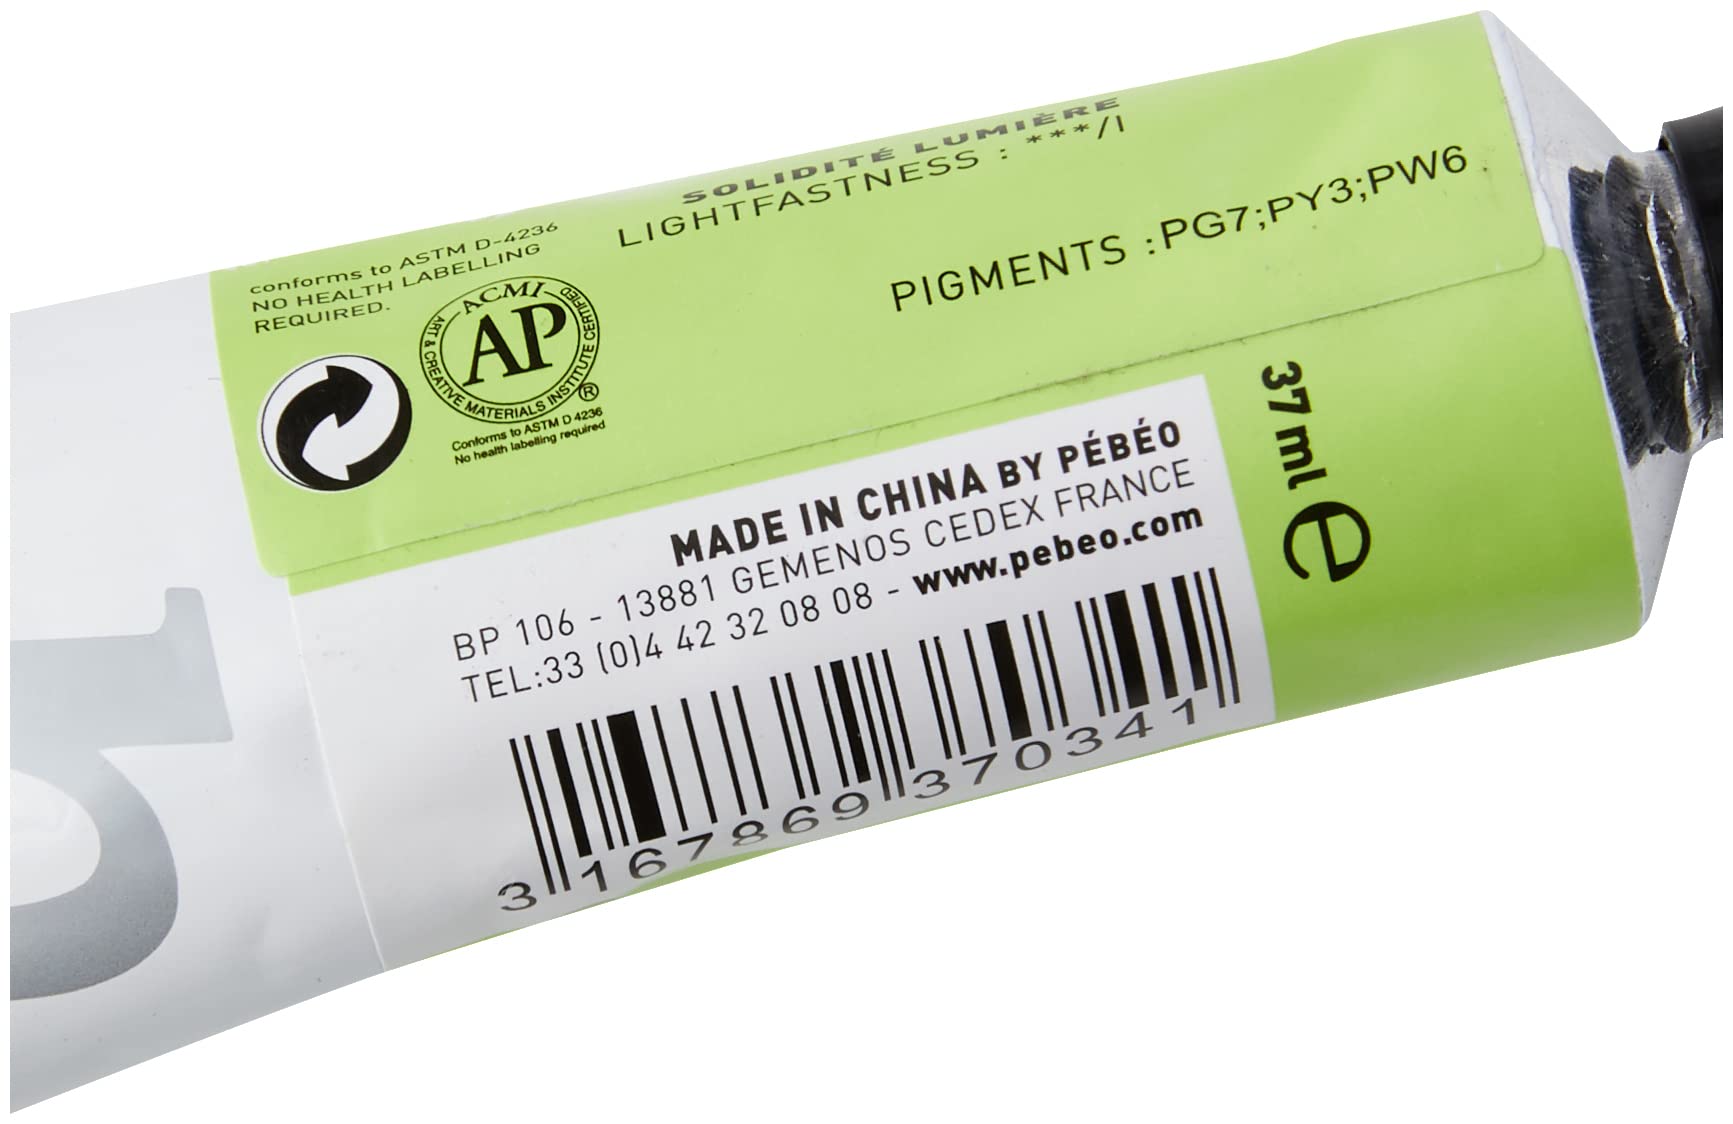 SOLIDITÉ LUMIÈRE
LIGHTFASTNESS : ***/I
PIGMENTS :PG7;PY3;PW6
conforms to ASTM D-4236
NO HEALTH LABELLING
REQUIRED.
ACMI
AP
ART & CREATIVE MATERIALS INSTITUTE CERTIFIED
®
Conforms to ASTM D 4236
No health labelling required
37 ml e
MADE IN CHINA BY PÉBÉO
BP 106 - 13881 GEMENOS CEDEX FRANCE
TEL:33 (0)4 42 32 08 08 - www.pebeo.com
3 167869 370341